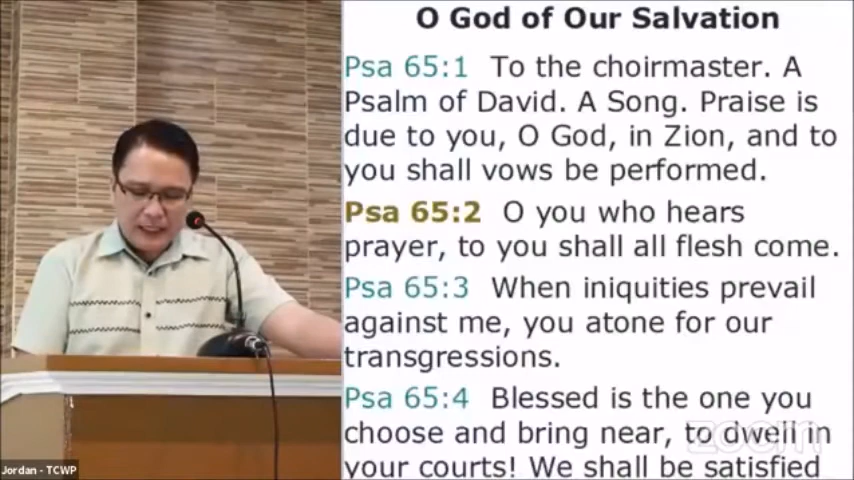 O God of Our Salvation
Psa 65:1 To the choirmaster. A
Psalm of David. A Song. Praise is
due to you, O God, in Zion, and to
you shall vows be performed.
Psa 65:2 O you who hears
prayer, to you shall all flesh come.
Psa 65:3 When iniquities prevail
against me, you atone for our
transgressions.
Psa 65:4 Blessed is the one you
choose and bring near, to dwell in
your courts! We shall be satisfied
zoom
Jordan - TCWP